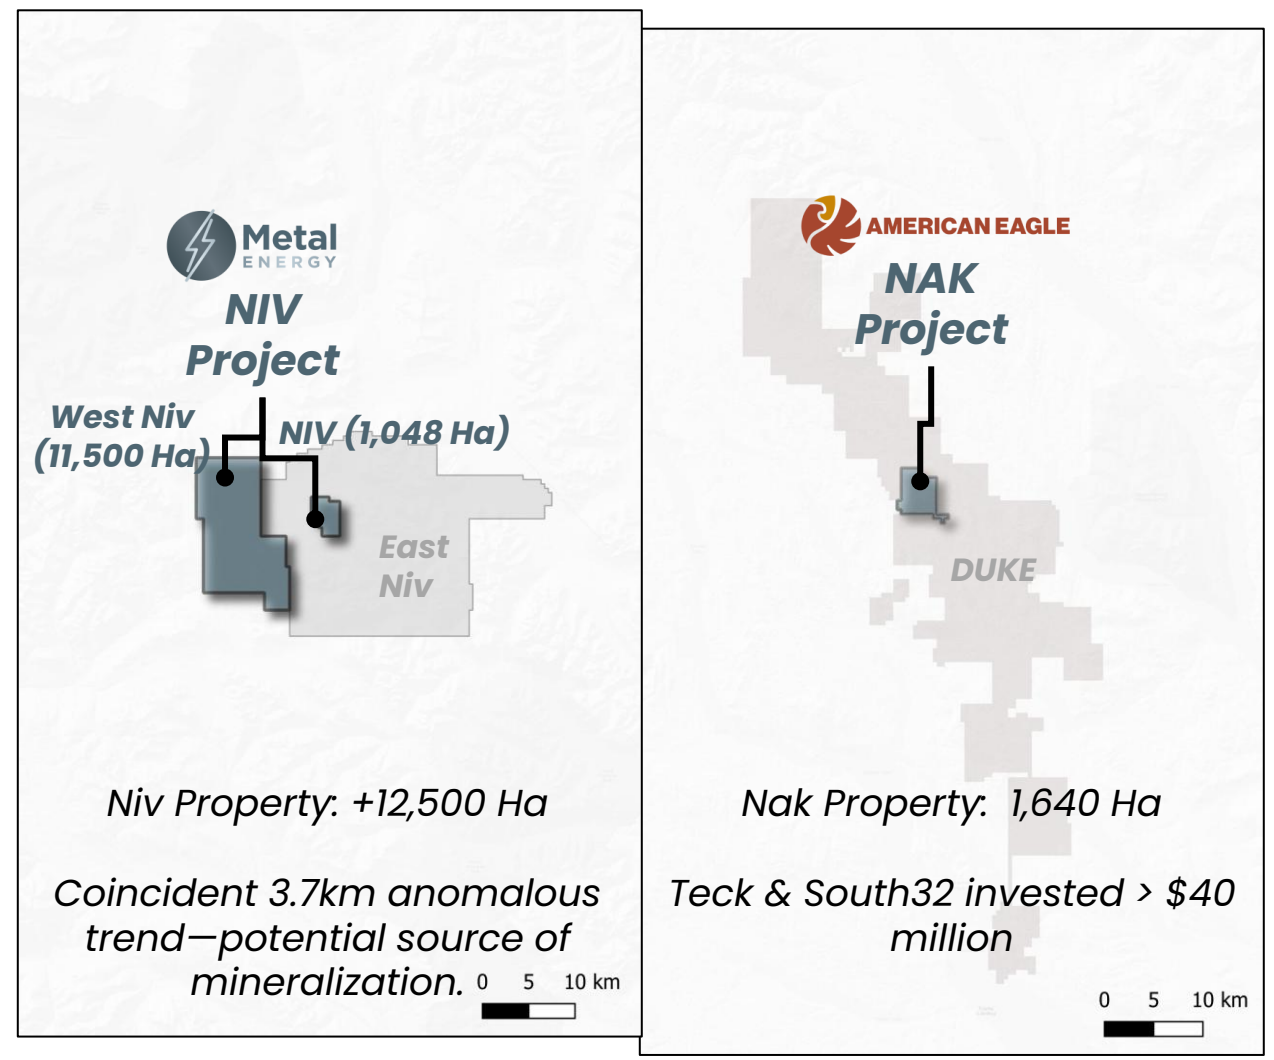 Metal
ENERGY
NIV
Project
West Niv
(11,500 Ha)
NIV (1,048 Ha)
East
Niv
Niv Property: +12,500 Ha
Coincident 3.7km anomalous
trend—potential source of
mineralization.
0 5 10 km
AMERICAN EAGLE
NAK
Project
DUKE
Nak Property: 1,640 Ha
Teck & South32 invested > $40
million
0 5 10 km